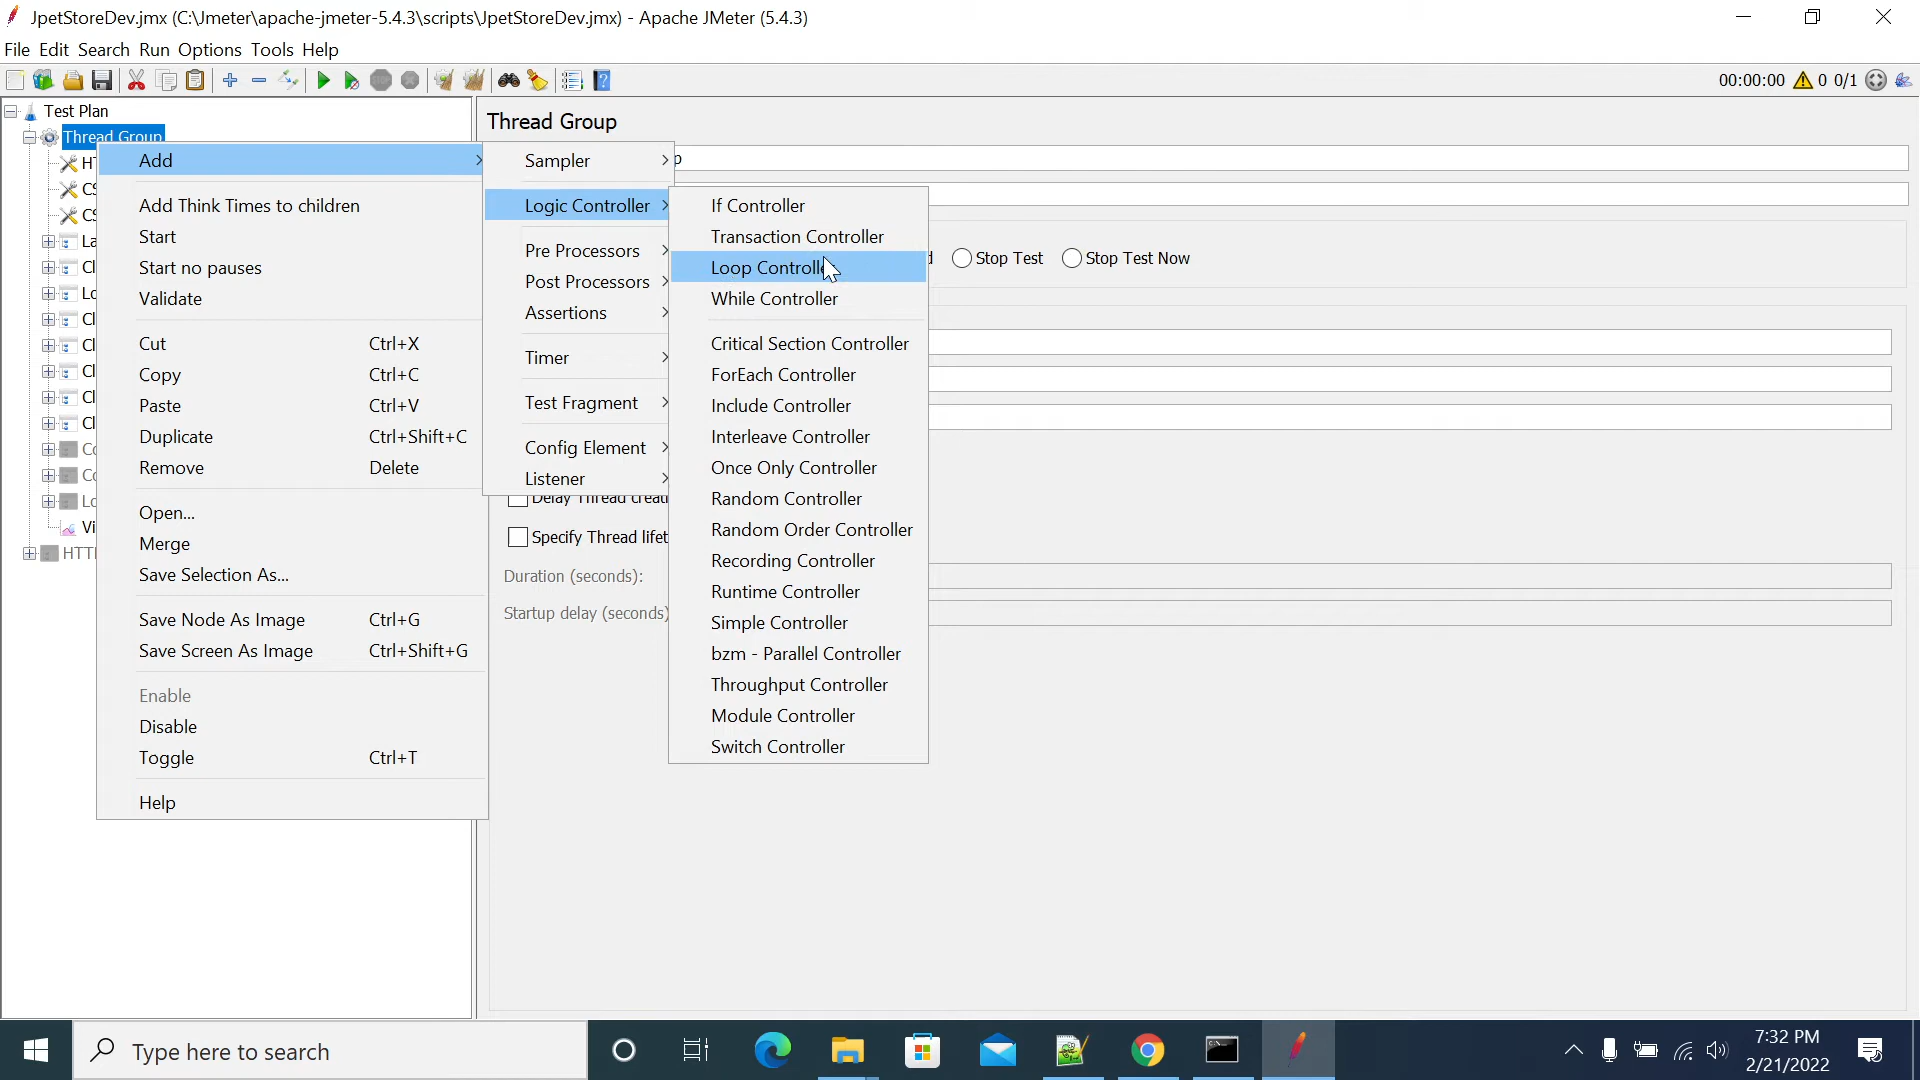 JpetStoreDev.jmx (C:\Jmeter\apache-jmeter-5.4.3\scripts\JpetStoreDev.jmx) - Apache JMeter (5.4.3)
File Edit Search Run Options Tools Help
00:00:00 0 0/1
Test Plan
Thread Group
Thread Group
Add
Add Think Times to children
Start
Start no pauses
Validate
Cut Ctrl+X
Copy Ctrl+C
Paste Ctrl+V
Duplicate Ctrl+Shift+C
Remove Delete
Open...
Merge
Save Selection As...
Save Node As Image Ctrl+G
Save Screen As Image Ctrl+Shift+G
Enable
Disable
Toggle Ctrl+T
Help
HTT
Sampler
Logic Controller
Pre Processors
Post Processors
Assertions
Timer
Test Fragment
Config Element
Listener
If Controller
Transaction Controller
Loop Controller
While Controller
Critical Section Controller
ForEach Controller
Include Controller
Interleave Controller
Once Only Controller
Random Controller
Random Order Controller
Recording Controller
Runtime Controller
Simple Controller
bzm - Parallel Controller
Throughput Controller
Module Controller
Switch Controller
Stop Test Stop Test Now
Delay Thread creati
Specify Thread lifet
Duration (seconds):
Startup delay (seconds)
Type here to search
7:32 PM
2/21/2022